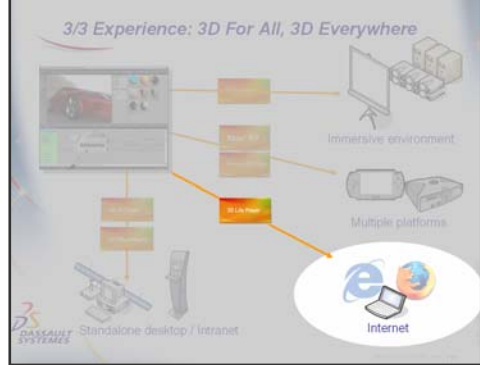 3/3 Experience: 3D For All, 3D Everywhere
Immersive environment
Multiple platforms
3D Life Player
Internet
Standalone desktop / Intranet
DASSAULT
SYSTEMES